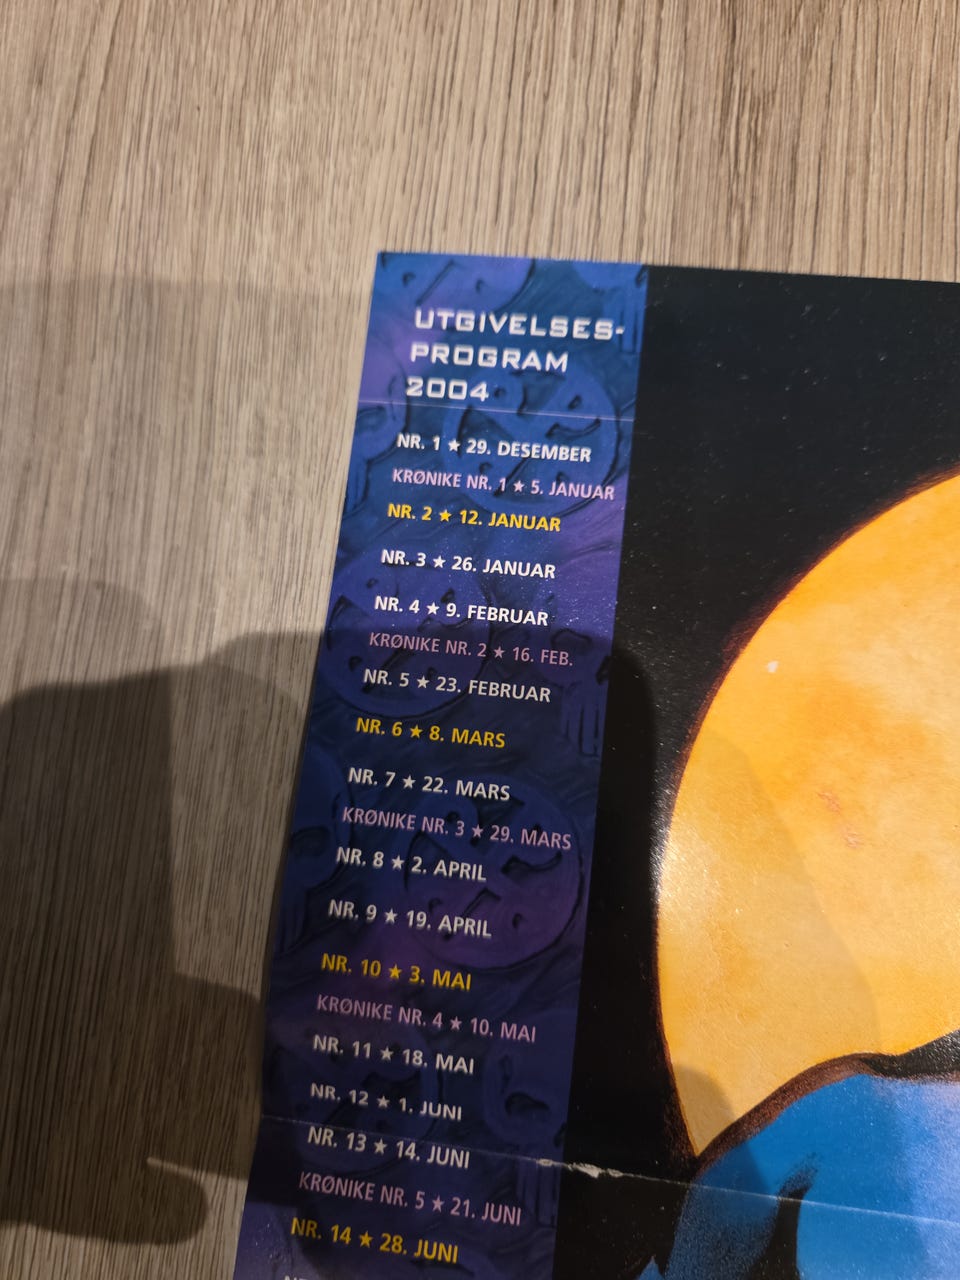 UTGIVELSES-
PROGRAM
2004
NR. 1 ★ 29. DESEMBER
KRØNIKE NR. 1 ★ 5. JANUAR
NR. 2 ★ 12. JANUAR
NR. 3 ★ 26. JANUAR
NR. 4 ★ 9. FEBRUAR
KRØNIKE NR. 2 ★ 16. FEB.
NR. 5 ★ 23. FEBRUAR
NR. 6 ★ 8. MARS
NR. 7 ★ 22. MARS
KRØNIKE NR. 3 ★ 29. MARS
NR. 8 ★ 2. APRIL
NR. 9 ★ 19. APRIL
NR. 10 ★ 3. MAI
KRØNIKE NR. 4 ★ 10. MAI
NR. 11 ★ 18. MAI
NR. 12 ★ 1. JUNI
NR. 13 ★ 14. JUNI
KRØNIKE NR. 5 ★ 21. JUNI
NR. 14 ★ 28. JUNI